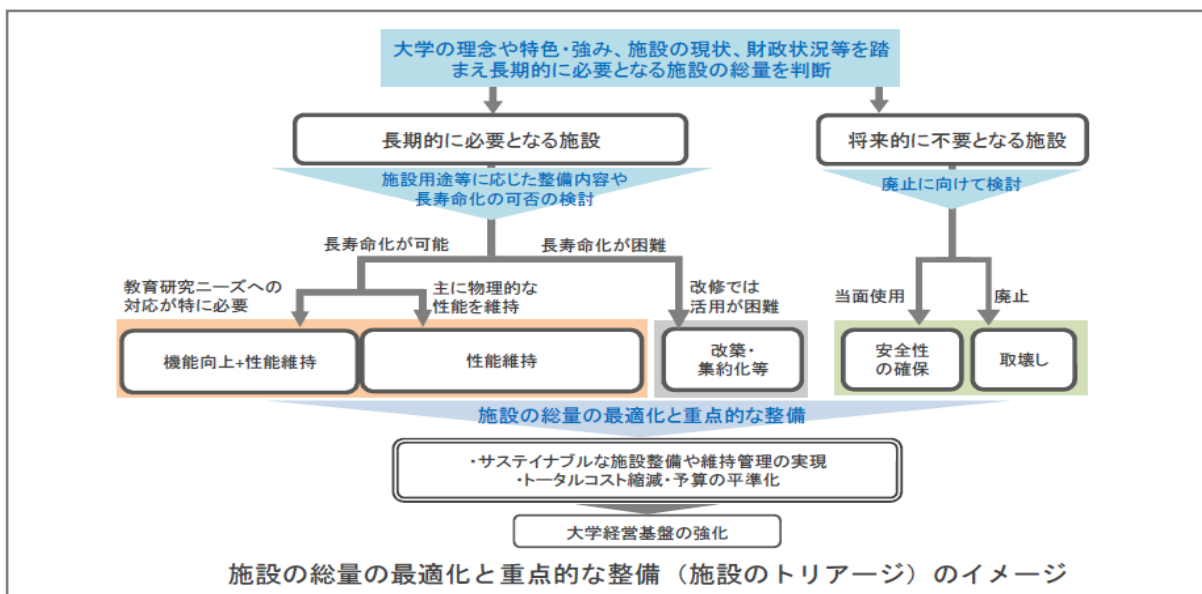 大学の理念や特色・強み、施設の現状、財政状況等を踏
まえ長期的に必要となる施設の総量を判断
長期的に必要となる施設
将来的に不要となる施設
施設用途等に応じた整備内容や
長寿命化の可否の検討
廃止に向けて検討
長寿命化が可能
長寿命化が困難
教育研究ニーズへの
対応が特に必要
主に物理的な
性能を維持
改修では
活用が困難
当面使用
廃止
機能向上+性能維持
性能維持
改築・
集約化等
安全性
の確保
取壊し
施設の総量の最適化と重点的な整備
・サステイナブルな施設整備や維持管理の実現
・トータルコスト縮減・予算の平準化
大学経営基盤の強化
施設の総量の最適化と重点的な整備（施設のトリアージ）のイメージ